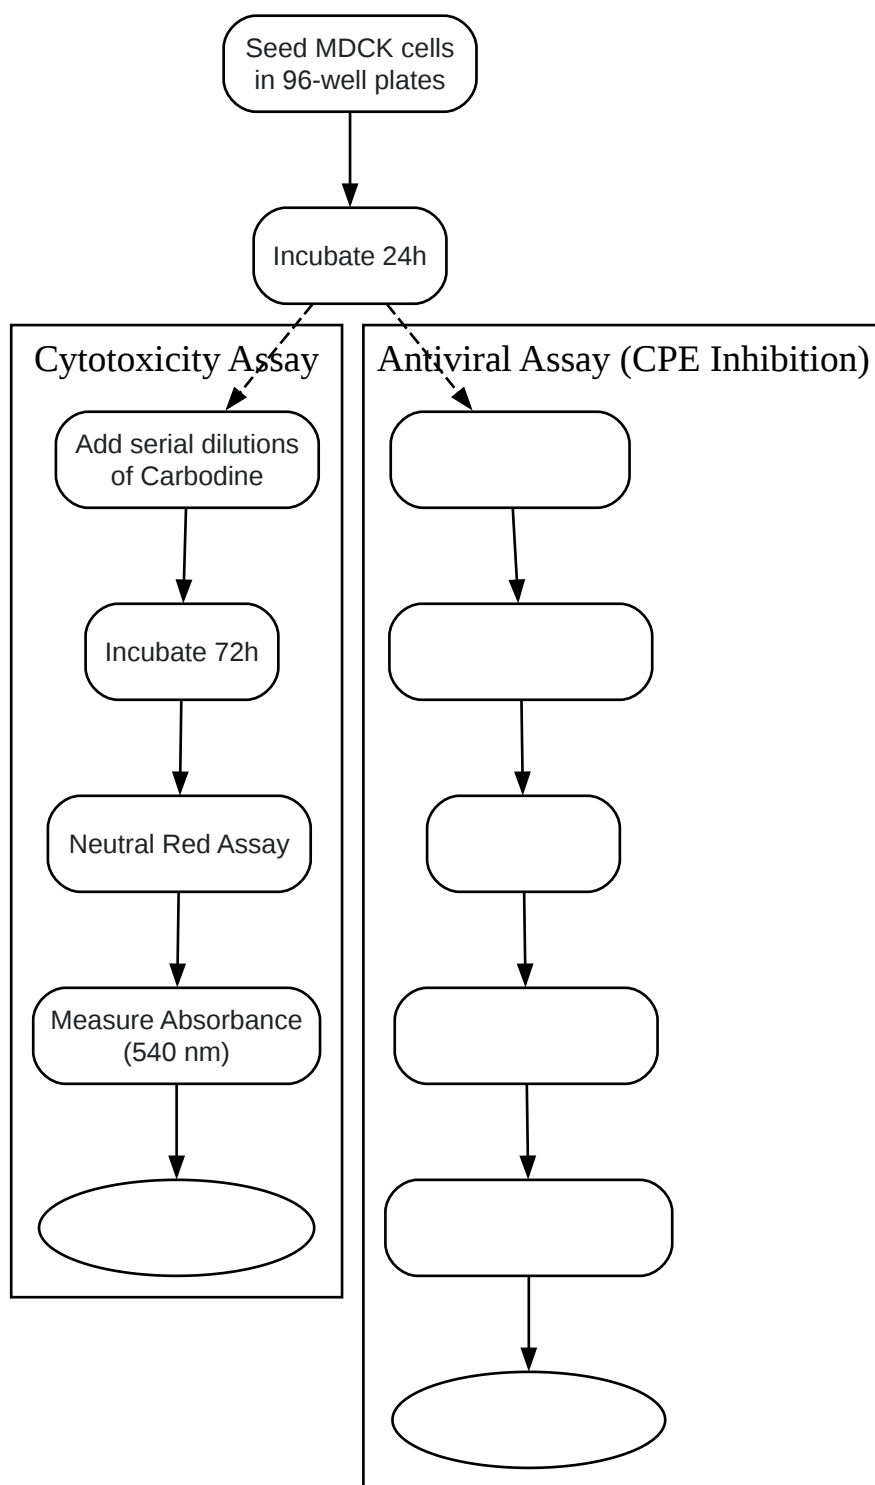 Seed MDCK cells
in 96-well plates
Incubate 24h
Cytotoxicity Assay
Add serial dilutions
of Carbodine
Incubate 72h
Neutral Red Assay
Measure Absorbance
(540 nm)
Antiviral Assay (CPE Inhibition)